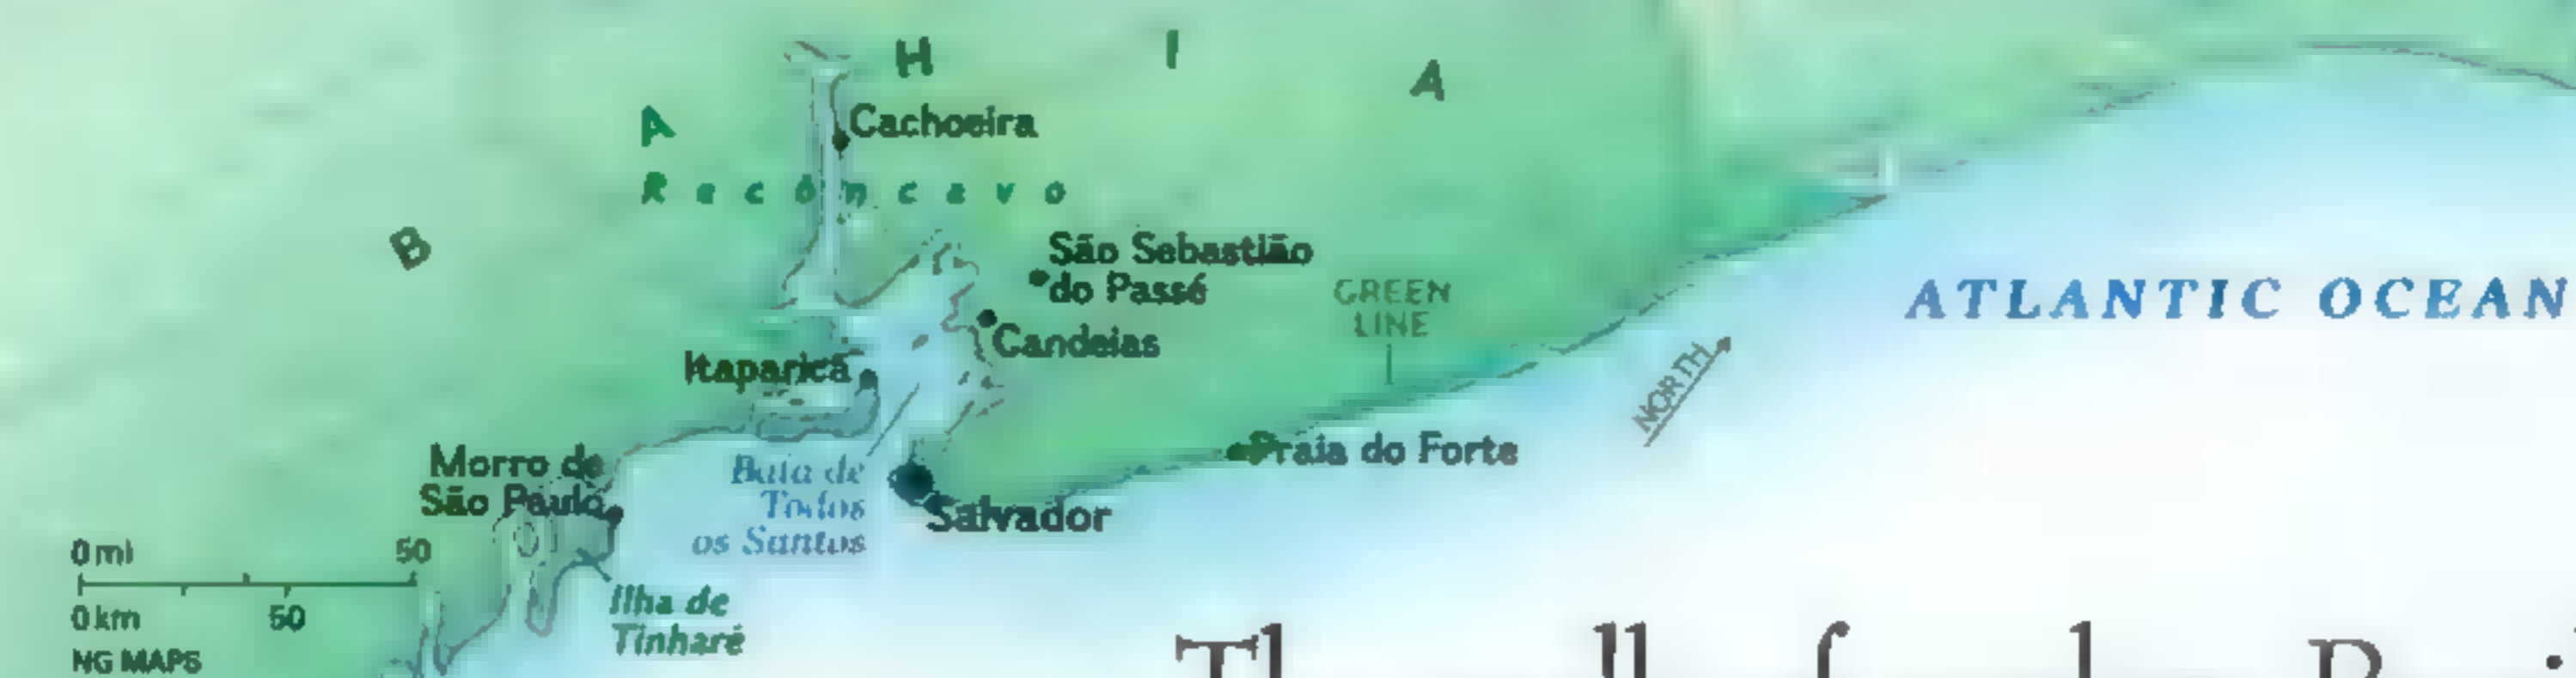 B A H I A
Cachoeira
Recôncavo
São Sebastião
do Passé
GREEN
LINE
ATLANTIC OCEAN
Candeias
Itaparica
NORTH
Praia do Forte
Morro de
São Paulo
Baía de
Todos
os Santos
Salvador
0 mi 50
0 km 50
Ilha de
Tinharé
NG MAPS